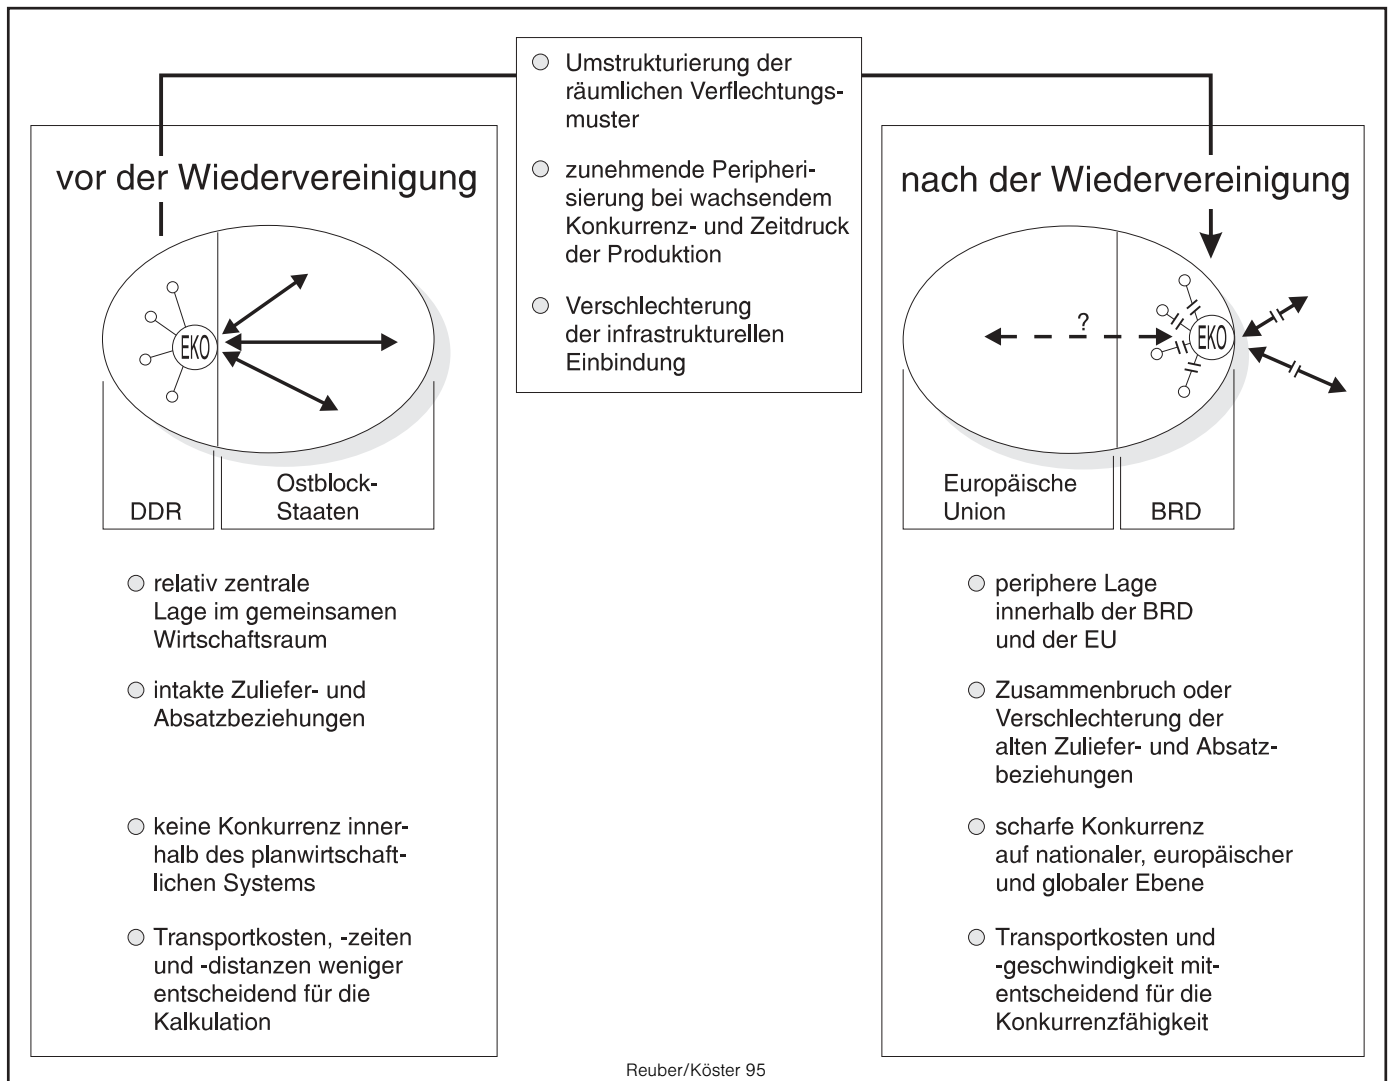 Umstrukturierung der
räumlichen Verflechtungs-
muster
zunehmende Peripheri-
sierung bei wachsendem
Konkurrenz- und Zeitdruck
der Produktion
Verschlechterung
der infrastrukturellen
Einbindung
vor der Wiedervereinigung
EKO
DDR
Ostblock-
Staaten
relativ zentrale
Lage im gemeinsamen
Wirtschaftsraum
intakte Zuliefer- und
Absatzbeziehungen
keine Konkurrenz inner-
halb des planwirtschaft-
lichen Systems
Transportkosten, -zeiten
und -distanzen weniger
entscheidend für die
Kalkulation
nach der Wiedervereinigung
?
EKO
Europäische
Union
BRD
periphere Lage
innerhalb der BRD
und der EU
Zusammenbruch oder
Verschlechterung der
alten Zuliefer- und Absatz-
beziehungen
scharfe Konkurrenz
auf nationaler, europäischer
und globaler Ebene
Transportkosten und
-geschwindigkeit mit-
entscheidend für die
Konkurrenzfähigkeit
Reuber/Köster 95